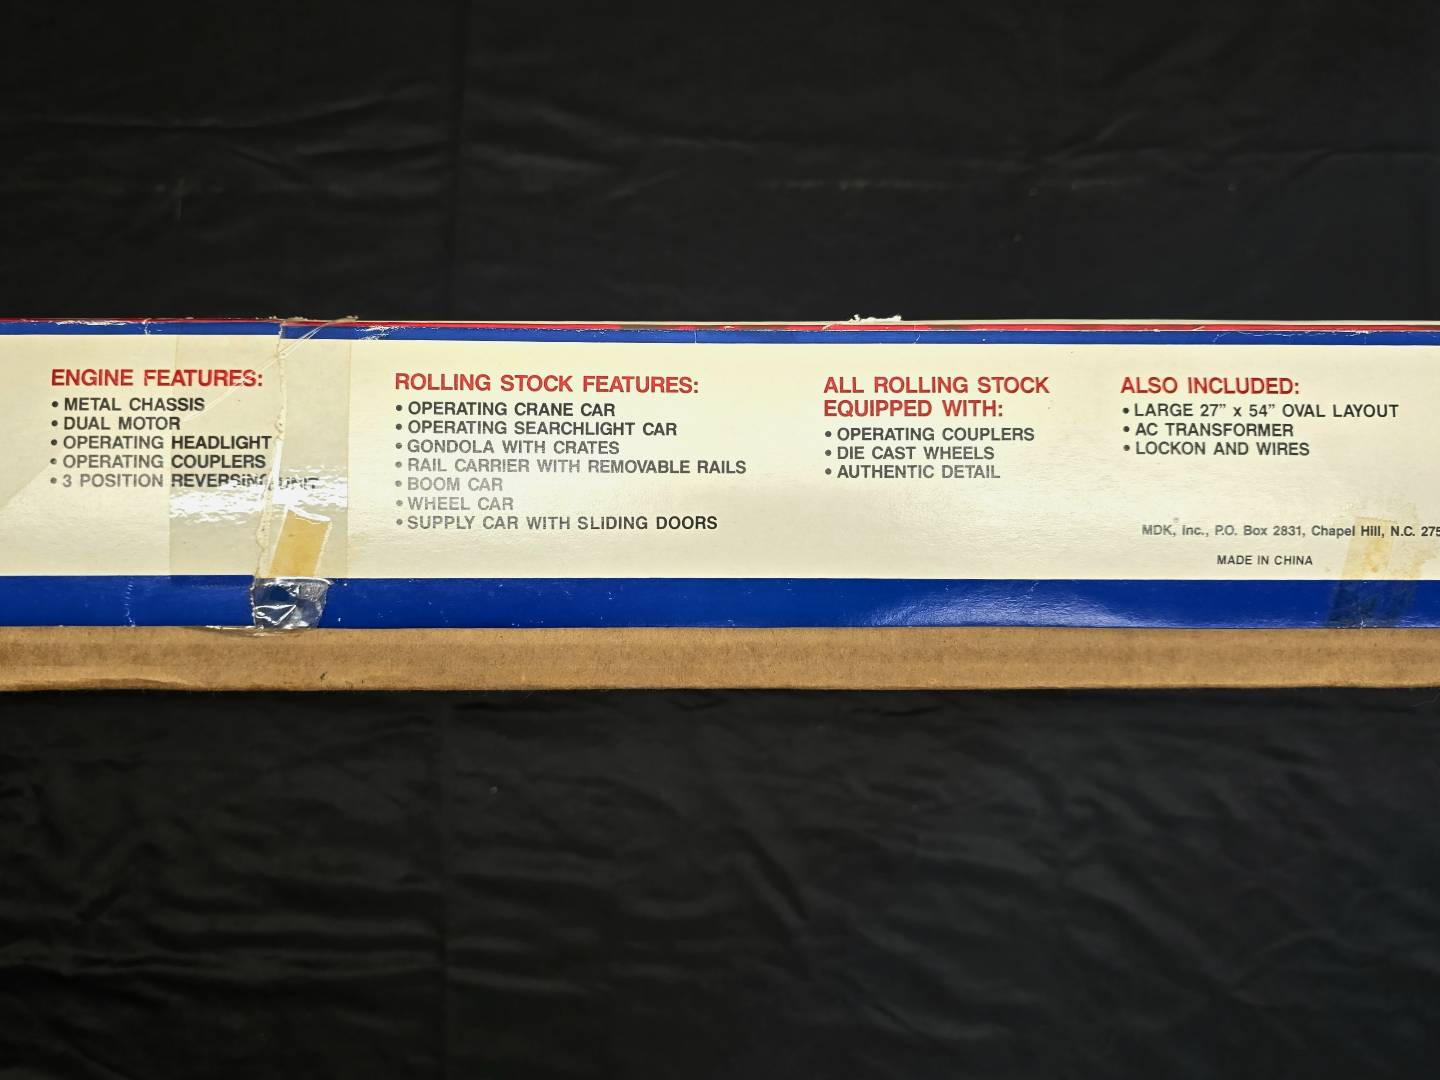 ENGINE FEATURES:
• METAL CHASSIS
• DUAL MOTOR
• OPERATING HEADLIGHT
• OPERATING COUPLERS
• 3 POSITION REVERSING UNIT
ROLLING STOCK FEATURES:
• OPERATING CRANE CAR
• OPERATING SEARCHLIGHT CAR
• GONDOLA WITH CRATES
• RAIL CARRIER WITH REMOVABLE RAILS
• BOOM CAR
• WHEEL CAR
• SUPPLY CAR WITH SLIDING DOORS
ALL ROLLING STOCK
EQUIPPED WITH:
• OPERATING COUPLERS
• DIE CAST WHEELS
• AUTHENTIC DETAIL
ALSO INCLUDED:
• LARGE 27" x 54" OVAL LAYOUT
• AC TRANSFORMER
• LOCKON AND WIRES
MDK, Inc., P.O. Box 2831, Chapel Hill, N.C. 275
MADE IN CHINA